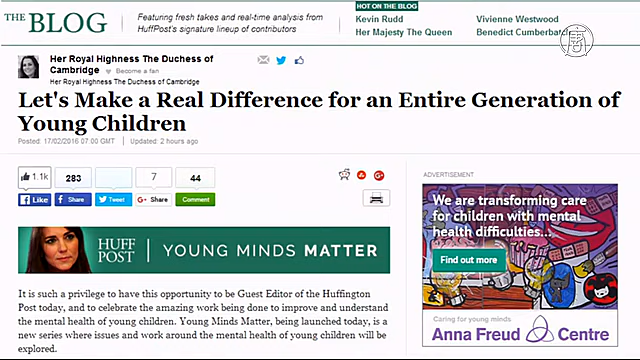 THE BLOG
Featuring fresh takes and real-time analysis from
HuffPost's signature lineup of contributors
HOT ON THE BLOG
Kevin Rudd
Her Majesty The Queen
Vivienne Westwood
Benedict Cumberbatch
Her Royal Highness The Duchess of
Cambridge
Become a fan
Her Royal Highness The Duchess of Cambridge
Let's Make a Real Difference for an Entire Generation of
Young Children
Posted: 17/02/2016 07:00 GMT
Updated: 2 hours ago
1.1k
283
7
44
Like
Share
Tweet
Share
Comment
HUFF
POST
YOUNG MINDS MATTER
It is such a privilege to have this opportunity to be Guest Editor of the Huffington
Post today, and to celebrate the amazing work being done to improve and understand
the mental health of young children. Young Minds Matter, being launched today, is a
new series where issues and work around the mental health of young children will be
explored.
ADVERTISEMENT
We are transforming care
for children with mental
health difficulties...
Find out more
Caring for young minds
Anna Freud Centre